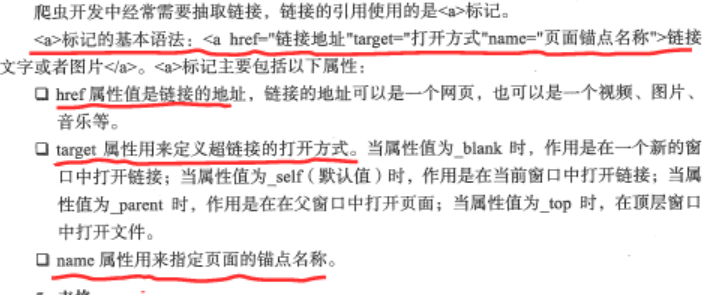 爬虫开发中经常需要抽取链接，链接的引用使用的是<a>标记。
<a>标记的基本语法：<a href="链接地址"target="打开方式"name="页面锚点名称">链接
文字或者图片</a>。<a>标记主要包括以下属性：
❑ href 属性值是链接的地址，链接的地址可以是一个网页，也可以是一个视频、图片、
音乐等。
❑ target 属性用来定义超链接的打开方式。当属性值为_blank 时，作用是在一个新的窗
口中打开链接；当属性值为_self（默认值）时，作用是在当前窗口中打开链接；当属
性值为_parent 时，作用是在在父窗口中打开页面；当属性值为_top 时，在顶层窗口
中打开文件。
❑ name 属性用来指定页面的锚点名称。